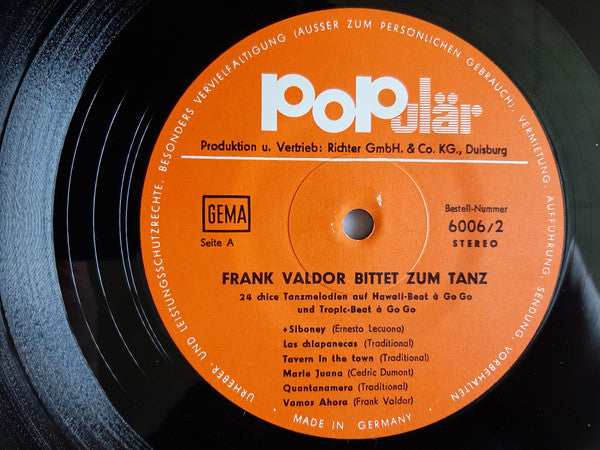 URHEBER. UND LEISTUNGSSCHUTZRECHTE, BESONDERS VERVIELFÄLTIGUNG (AUSSER ZUM PERSÖNLICHEN GEBRAUCH), VERMIETUNG, AUFFÜHRUNG, SENDUNG, VORBEHALTEN
POPulär
Produktion u. Vertrieb: Richter GmbH. & Co. KG., Duisburg
GEMA
Seite A
Bestell-Nummer
6006/2
STEREO
FRANK VALDOR BITTET ZUM TANZ
24 chice Tanzmelodien auf Hawaii-Beat à Go Go
und Tropic-Beat à Go Go
+Siboney (Ernesto Lecuona)
Las chiapanecas (Traditional)
Tavern in the town (Traditional)
Marie Juana (Cedric Dumont)
Quantanamera (Traditional)
Vamos Ahora (Frank Valdor)
· MADE IN GERMANY ·